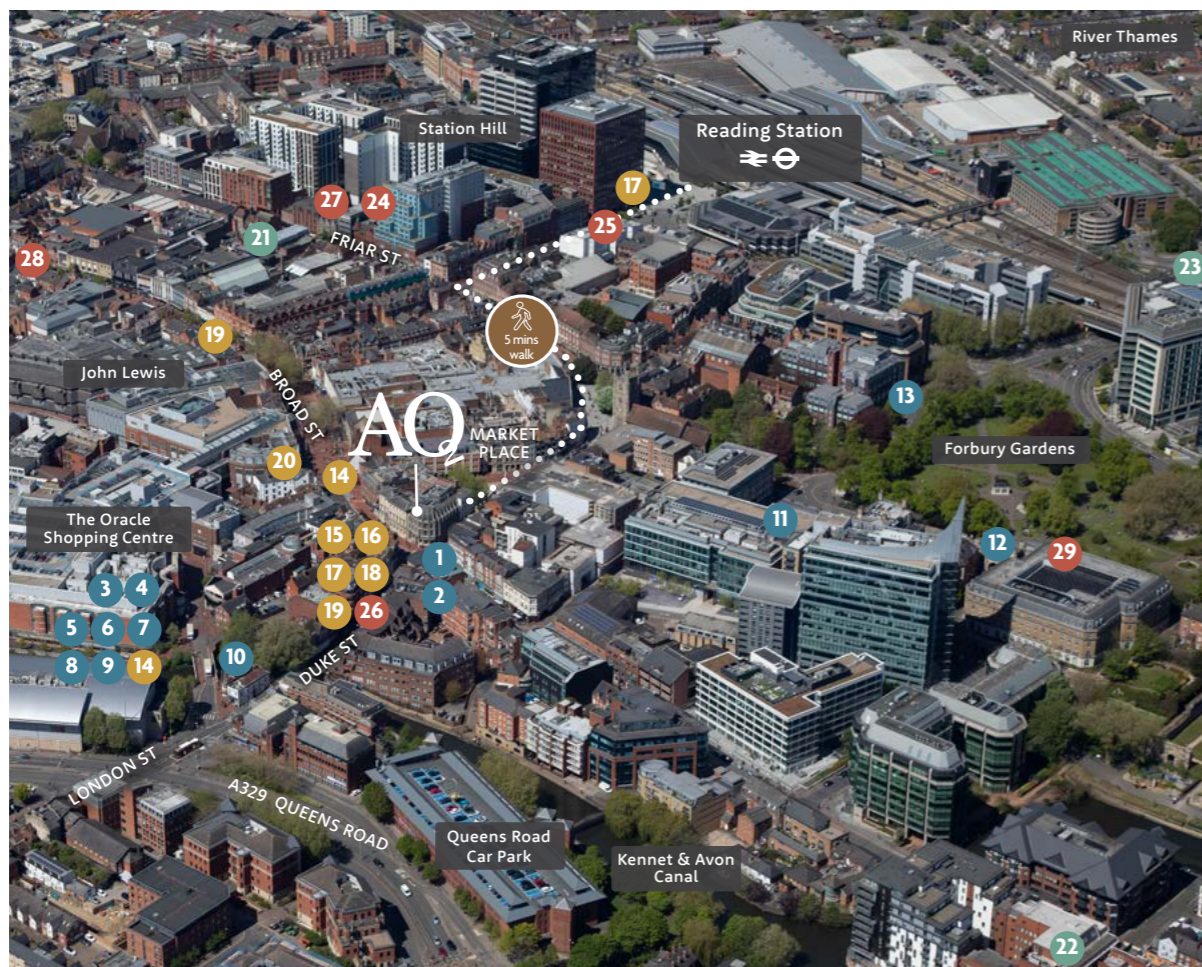 River Thames
Station Hill
Reading Station
17
27
24
25
21
FRIAR ST
28
23
19
5 mins
walk
John Lewis
BROAD ST
13
AQ2
MARKET
PLACE
Forbury Gardens
20
14
The Oracle
Shopping Centre
11
15
16
1
12
29
17
18
3
4
2
19
26
5
6
7
10
DUKE ST
8
9
14
LONDON ST
A329 QUEENS ROAD
Queens Road
Car Park
Kennet & Avon
Canal
22